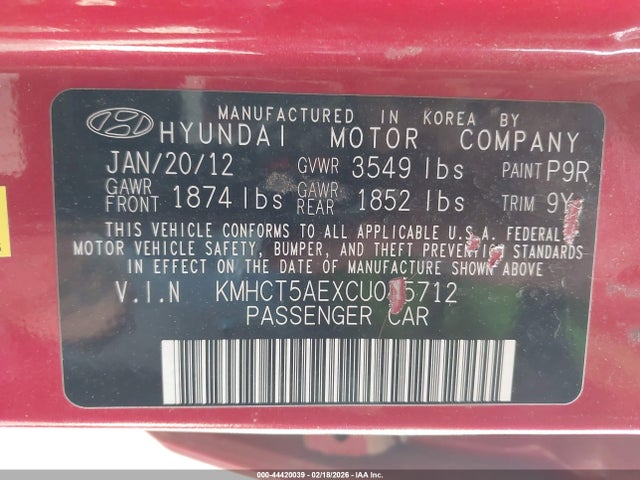 MANUFACTURED IN KOREA BY
HYUNDAI MOTOR COMPANY
JAN/20/12 GVWR 3549 lbs PAINT P9R
GAWR FRONT 1874 lbs GAWR REAR 1852 lbs TRIM 9Y
THIS VEHICLE CONFORMS TO ALL APPLICABLE U.S.A. FEDERAL
MOTOR VEHICLE SAFETY, BUMPER, AND THEFT PREVENTION STANDARDS
IN EFFECT ON THE DATE OF MANUFACTURE SHOWN ABOVE
V.I.N
PASSENGER CAR
000-44420039 - 02/18/2026 - IAAI, Inc.